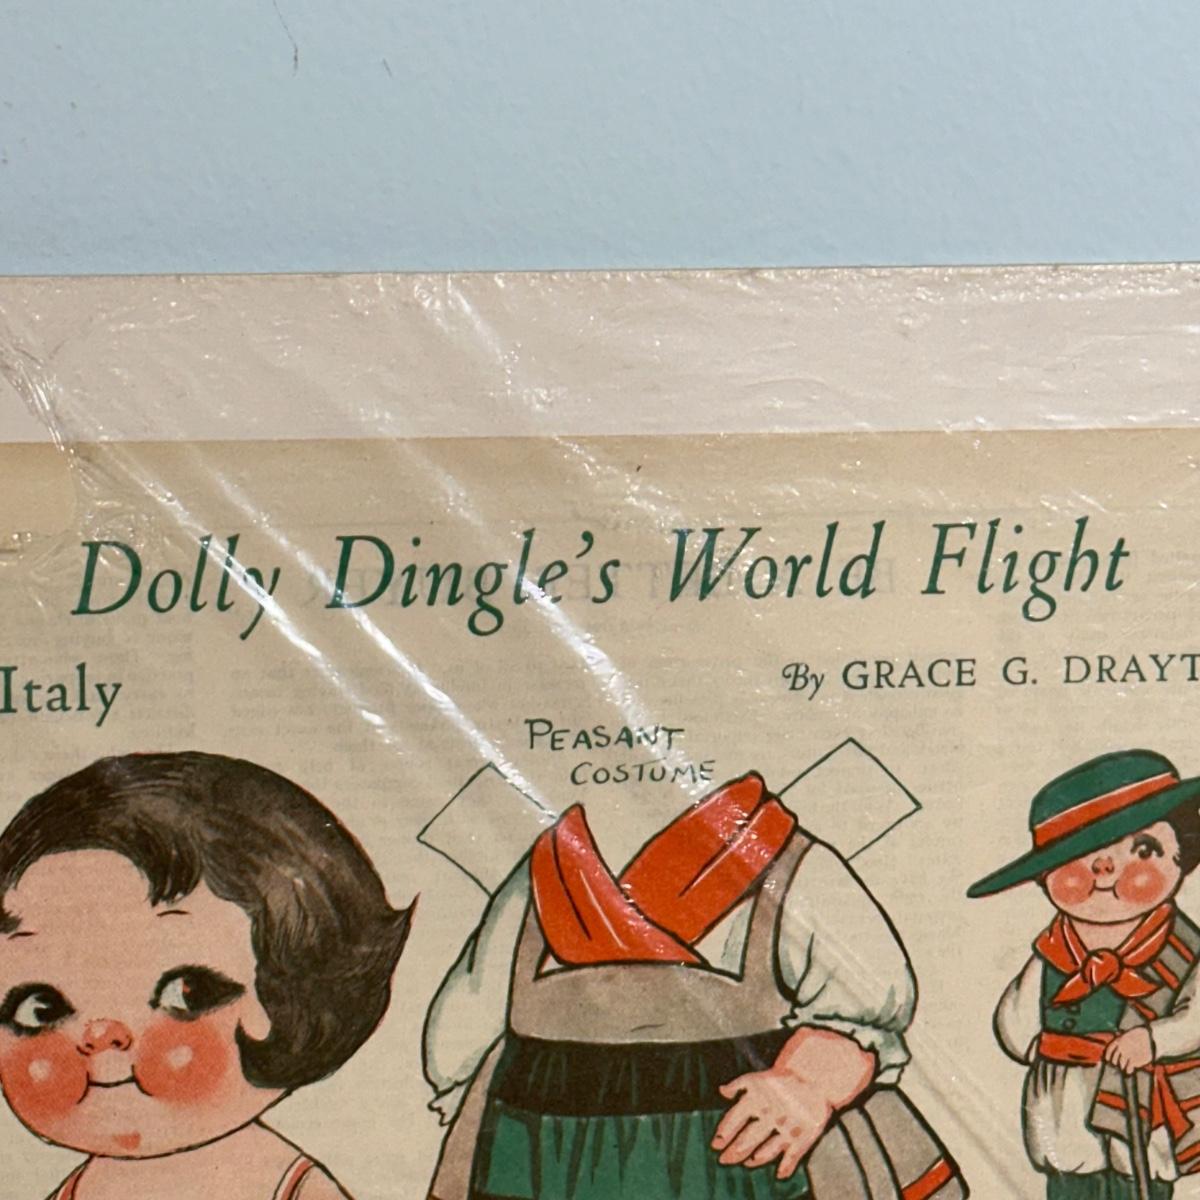 Dolly Dingle's World Flight
Italy
By GRACE G. DRAYT
PEASANT
COSTUME